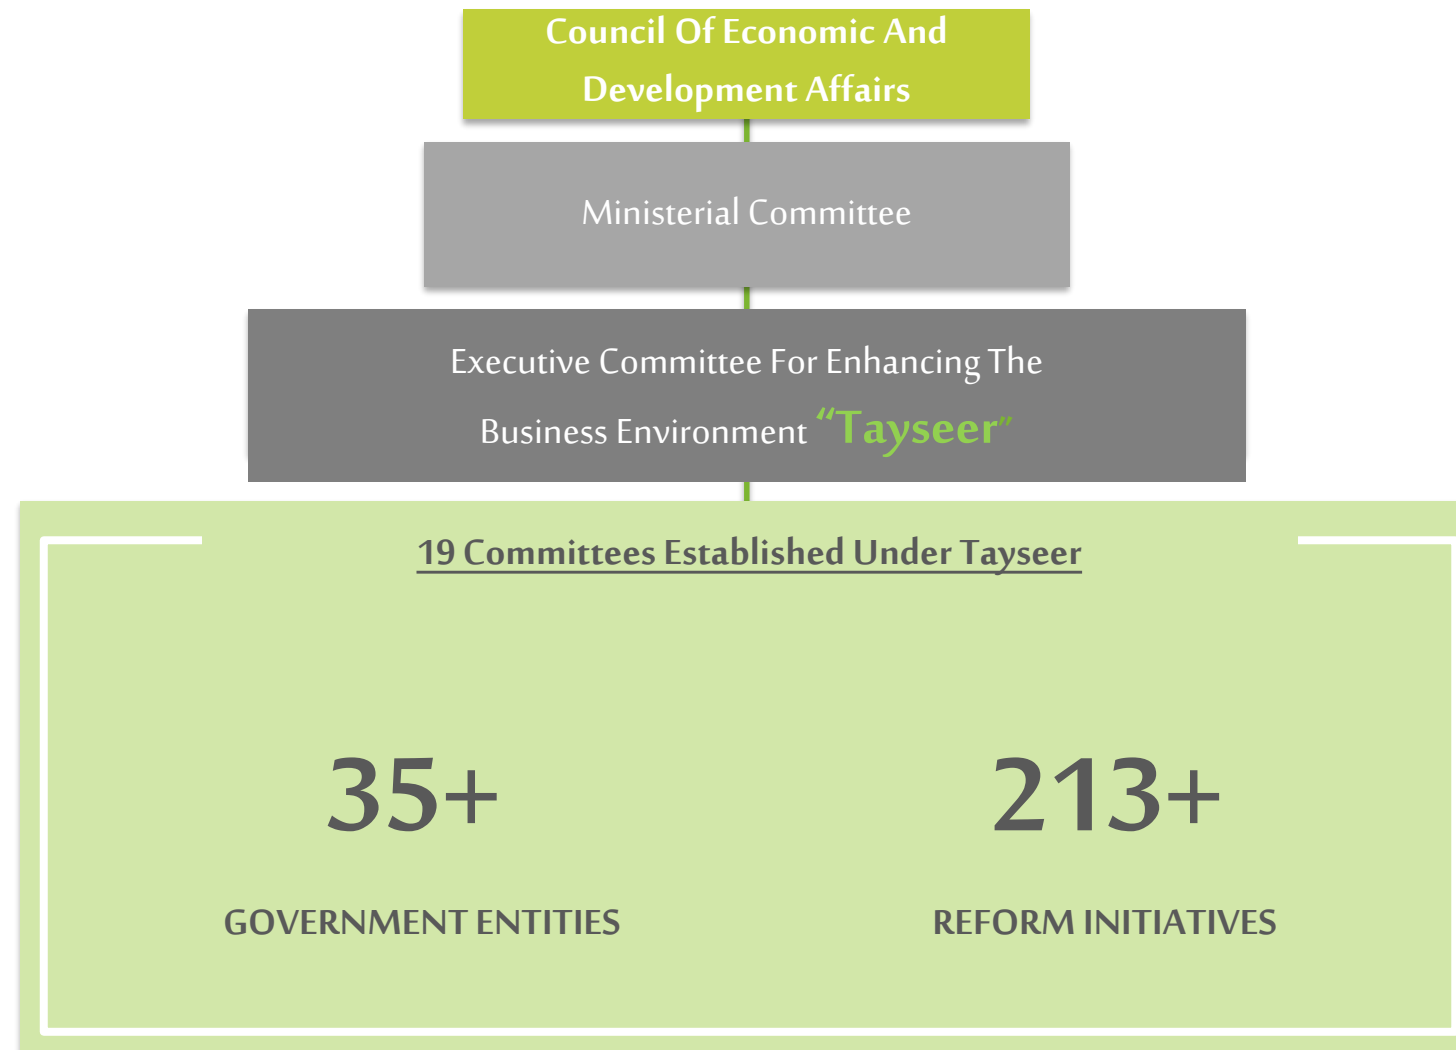 Council Of Economic And
Development Affairs
Ministerial Committee
Executive Committee For Enhancing The
Business Environment “Tayseer”
19 Committees Established Under Tayseer
35+
213+
GOVERNMENT ENTITIES
REFORM INITIATIVES